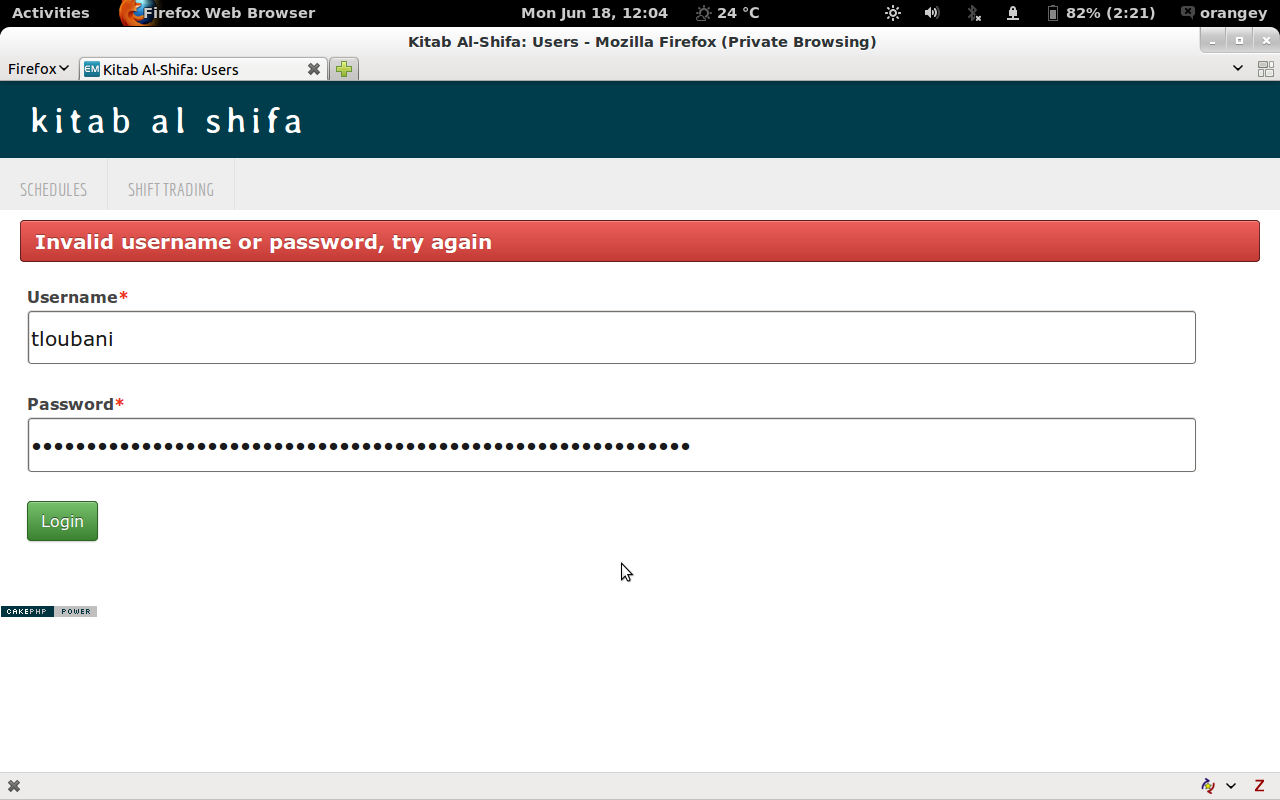 Activities Firefox Web Browser Mon Jun 18, 12:04 24 °C 82% (2:21) orangey
Kitab Al-Shifa: Users - Mozilla Firefox (Private Browsing)
Firefox EM Kitab Al-Shifa: Users
kitab al shifa
SCHEDULES SHIFT TRADING
Invalid username or password, try again
Username*
tloubani
Password*
Login
CAKEPHP POWER
Z